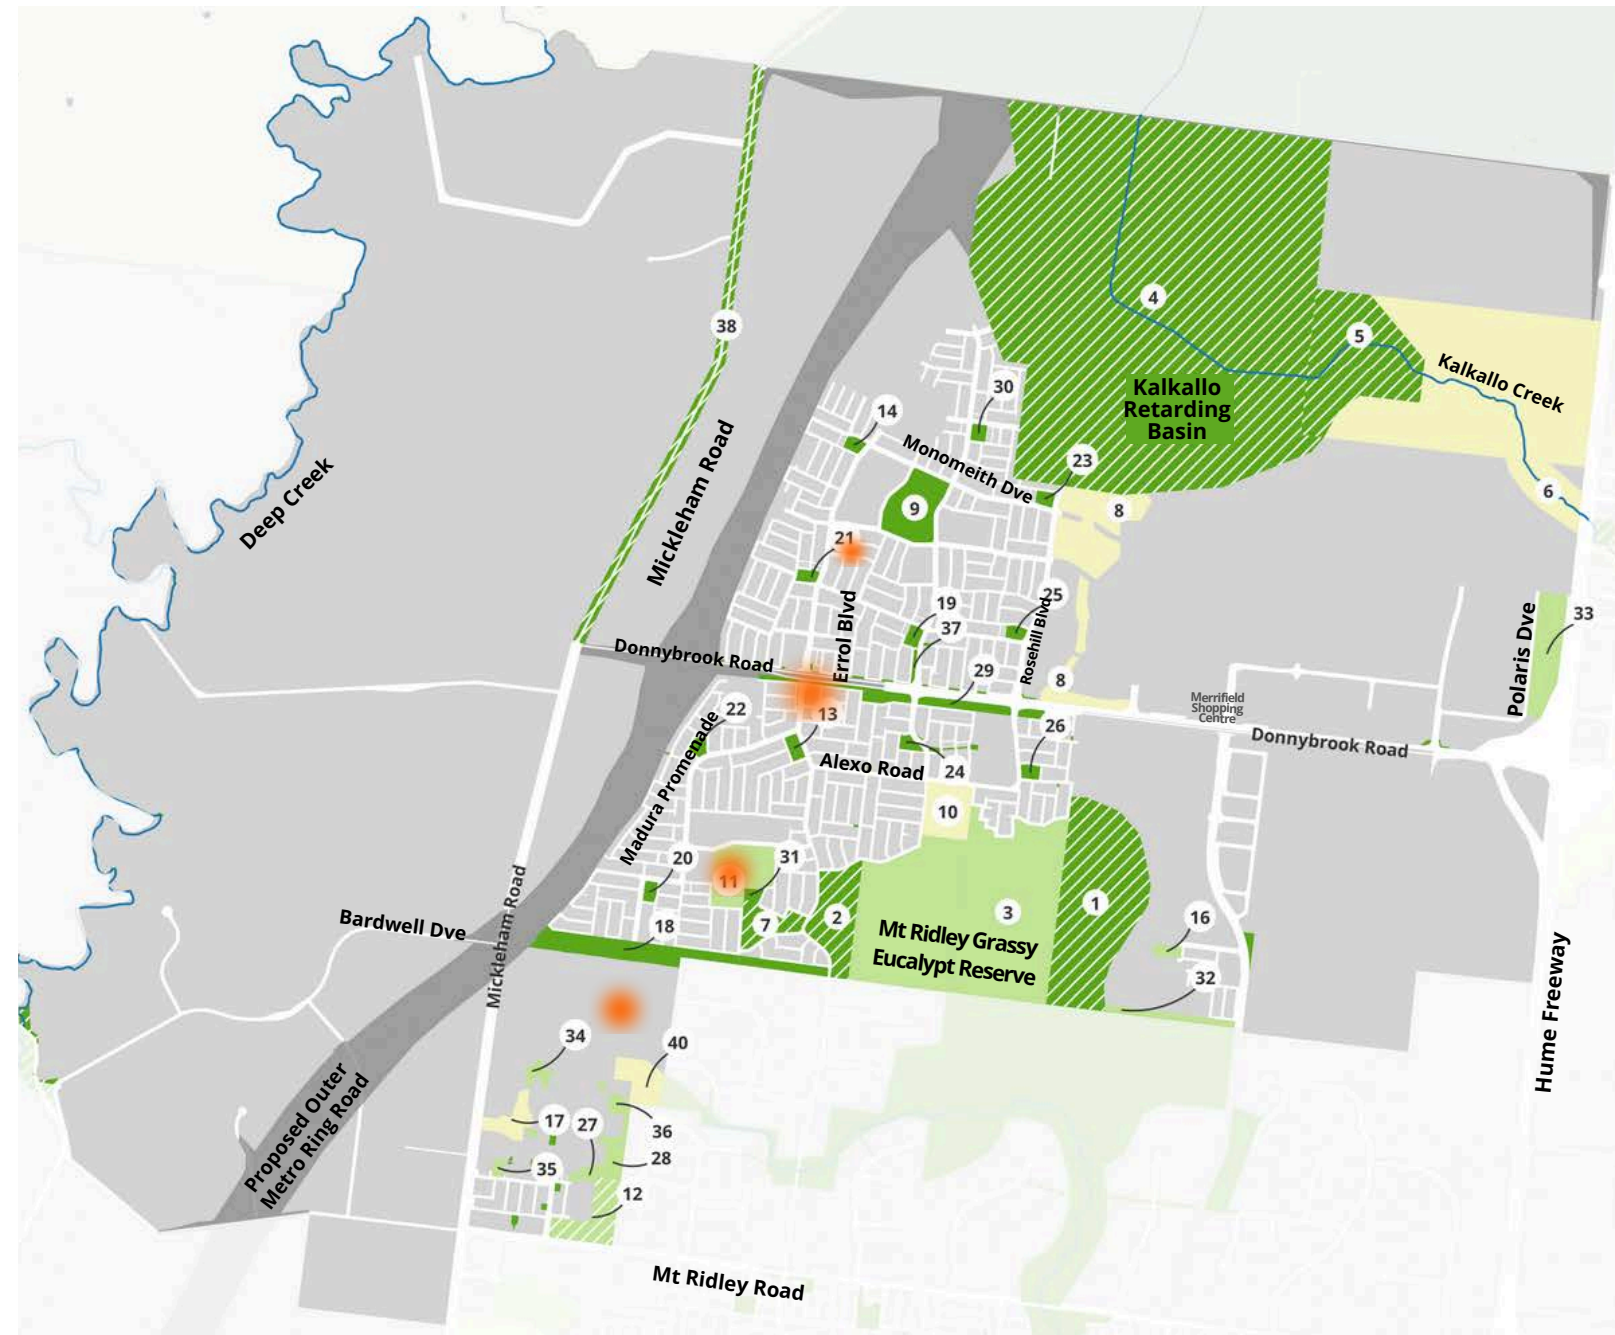 38
4
5
Kalkallo Creek
Kalkallo
Retarding
Basin
30
14
Monomeith Dve
23
Mickleham Road
Deep Creek
9
8
6
21
19
25
37
Errol Blvd
Rosehill Blvd
33
Polaris Dve
Donnybrook Road
29
8
Merrifield
Shopping
Centre
22
13
26
Donnybrook Road
Madura Promenade
Alexo Road
24
10
20
11
31
Bardwell Dve
Mickleham Road
18
7
2
3
1
16
Mt Ridley Grassy
Eucalypt Reserve
32
Hume Freeway
34
40
Proposed Outer
Metro Ring Road
17
27
36
28
35
12
Mt Ridley Road